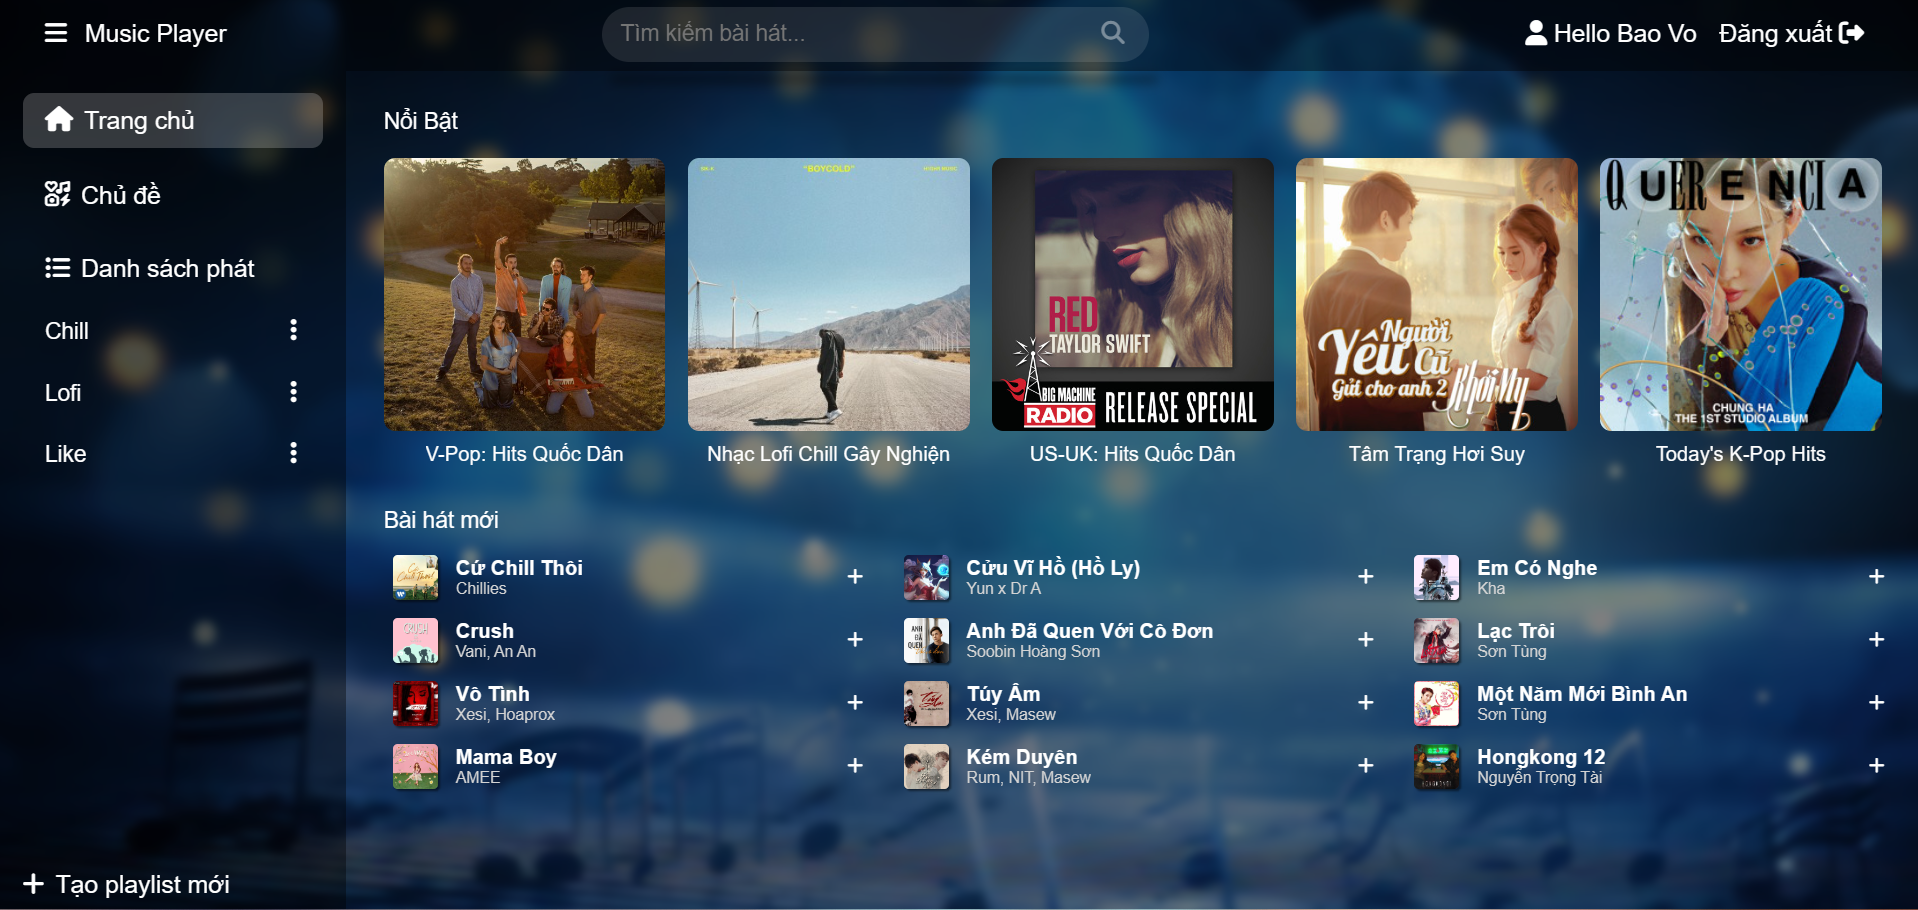 Music Player
Tìm kiếm bài hát...
Hello Bao Vo
Đăng xuất
Trang chủ
Chủ đề
Danh sách phát
Chill
Lofi
Like
Tạo playlist mới
Nổi Bật
"BOYCOLD"
RED
TAYLOR SWIFT
BIG MACHINE
RADIO
RELEASE SPECIAL
Người
Yêu Cũ
Gửi cho anh 2
Khởi My
QUERENCIA
CHUNG HA
THE 1ST STUDIO ALBUM
V-Pop: Hits Quốc Dân
Nhạc Lofi Chill Gây Nghiện
US-UK: Hits Quốc Dân
Tâm Trạng Hơi Suy
Today's K-Pop Hits
Bài hát mới
Cứ Chill Thôi
Chillies
Crush
Vani, An An
Vô Tình
Xesi, Hoaprox
Mama Boy
AMEE
Cửu Vĩ Hồ (Hồ Ly)
Yun x Dr A
Anh Đã Quen Với Cô Đơn
Soobin Hoàng Sơn
Túy Âm
Xesi, Masew
Kém Duyên
Rum, NIT, Masew
Em Có Nghe
Kha
Lạc Trôi
Sơn Tùng
Một Năm Mới Bình An
Sơn Tùng
Hongkong 12
Nguyễn Trọng Tài